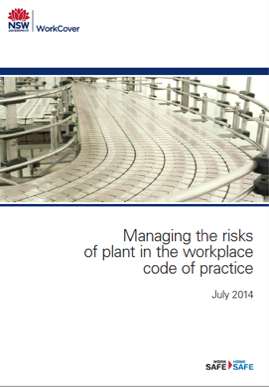 NSW
GOVERNMENT
WorkCover
Managing the risks
of plant in the workplace
code of practice
July 2014
WORK HOME
SAFE SAFE